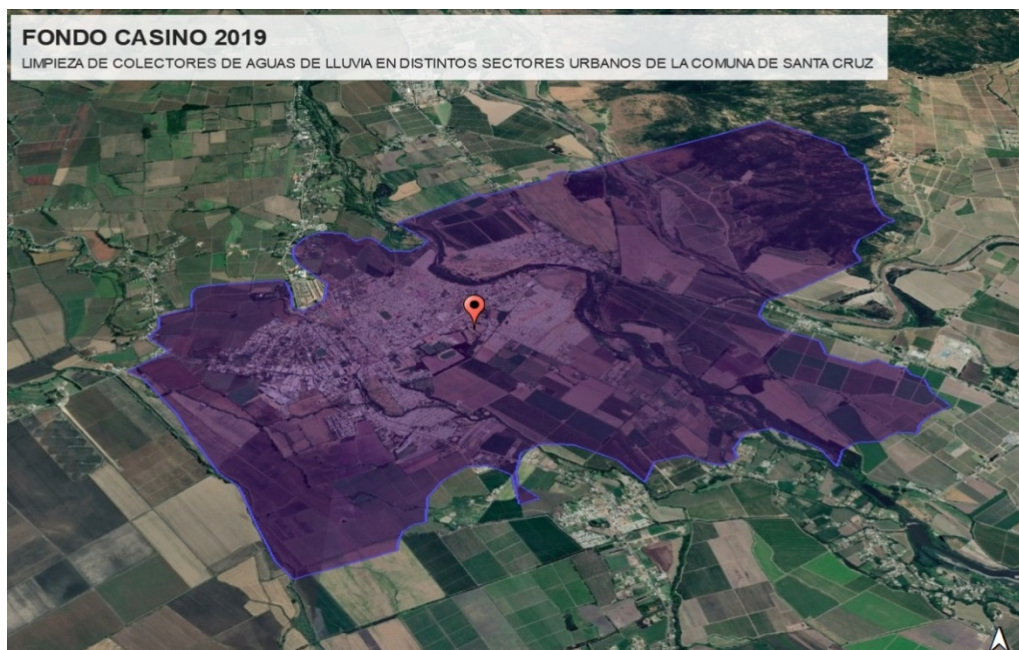 FONDO CASINO 2019
LIMPIEZA DE COLECTORES DE AGUAS DE LLUVIA EN DISTINTOS SECTORES URBANOS DE LA COMUNA DE SANTA CRUZ